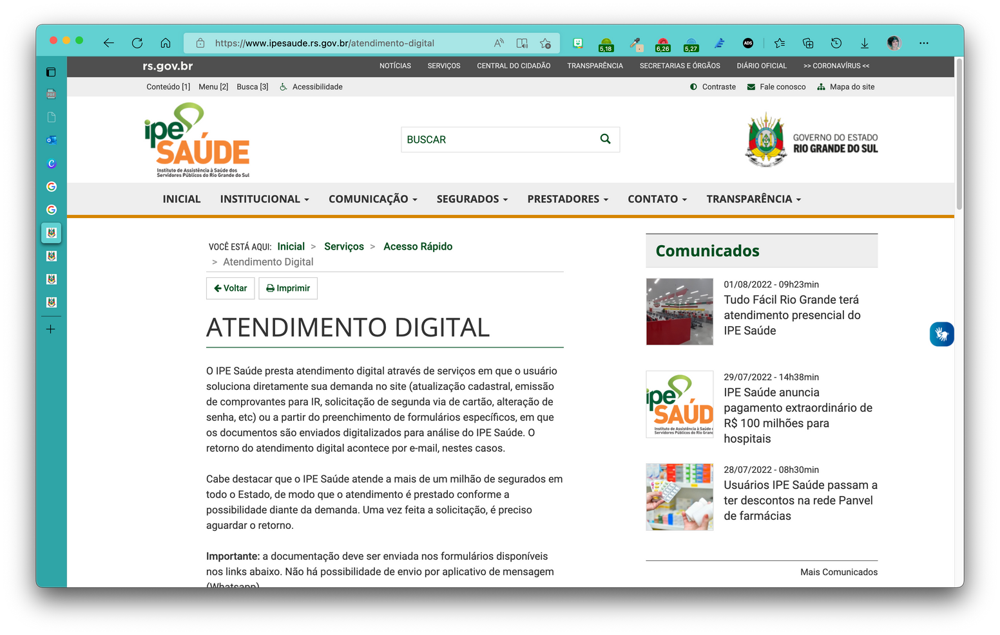 https://www.ipesaude.rs.gov.br/atendimento-digital
5,18
6,26
5,27
ADS
rs.gov.br
NOTÍCIAS SERVIÇOS CENTRAL DO CIDADÃO TRANSPARÊNCIA SECRETARIAS E ÓRGÃOS DIÁRIO OFICIAL >> CORONAVÍRUS <<
Conteúdo [1] Menu [2] Busca [3] Acessibilidade
Contraste Fale conosco Mapa do site
ipe
SAÚDE
Instituto de Assistência à Saúde dos
Servidores Públicos do Rio Grande do Sul
BUSCAR
GOVERNO DO ESTADO
RIO GRANDE DO SUL
INICIAL INSTITUCIONAL COMUNICAÇÃO SEGURADOS PRESTADORES CONTATO TRANSPARÊNCIA
VOCÊ ESTÁ AQUI: Inicial > Serviços > Acesso Rápido
> Atendimento Digital
Voltar Imprimir
ATENDIMENTO DIGITAL
O IPE Saúde presta atendimento digital através de serviços em que o usuário
soluciona diretamente sua demanda no site (atualização cadastral, emissão
de comprovantes para IR, solicitação de segunda via de cartão, alteração de
senha, etc) ou a partir do preenchimento de formulários específicos, em que
os documentos são enviados digitalizados para análise do IPE Saúde. O
retorno do atendimento digital acontece por e-mail, nestes casos.
Cabe destacar que o IPE Saúde atende a mais de um milhão de segurados em
todo o Estado, de modo que o atendimento é prestado conforme a
possibilidade diante da demanda. Uma vez feita a solicitação, é preciso
aguardar o retorno.
Importante: a documentação deve ser enviada nos formulários disponíveis
nos links abaixo. Não há possibilidade de envio por aplicativo de mensagem
(Whatsapp)
Comunicados
01/08/2022 - 09h23min
Tudo Fácil Rio Grande terá
atendimento presencial do
IPE Saúde
29/07/2022 - 14h38min
IPE Saúde anuncia
pagamento extraordinário de
R$ 100 milhões para
hospitais
ipe
SAÚD
Instituto de Assistência à Saúde
Servidores Públicos do Rio Gran
28/07/2022 - 08h30min
Usuários IPE Saúde passam a
ter descontos na rede Panvel
de farmácias
Mais Comunicados